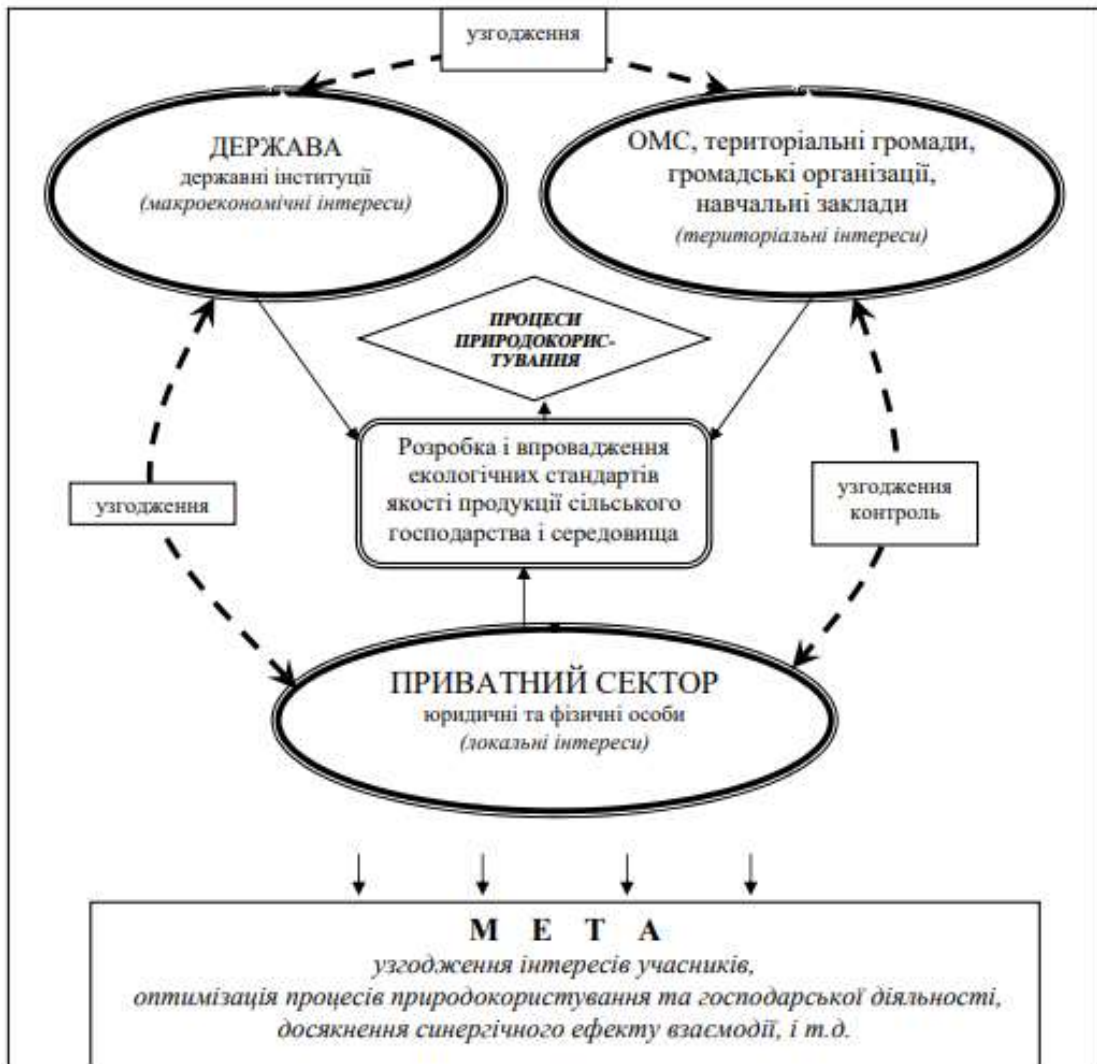 узгодження
ДЕРЖАВА
державні інституції
(макроекономічні інтереси)
ОМС, територіальні громади,
громадські організації,
навчальні заклади
(територіальні інтереси)
ПРОЦЕСИ
ПРИРОДОКОРИС-
ТУВАННЯ
Розробка і впровадження
екологічних стандартів
якості продукції сільського
господарства і середовища
узгодження
узгодження
контроль
ПРИВАТНИЙ СЕКТОР
юридичні та фізичні особи
(локальні інтереси)
М Е Т А
узгодження інтересів учасників,
оптимізація процесів природокористування та господарської діяльності,
досякнення синергічного ефекту взаємодії, і т.д.